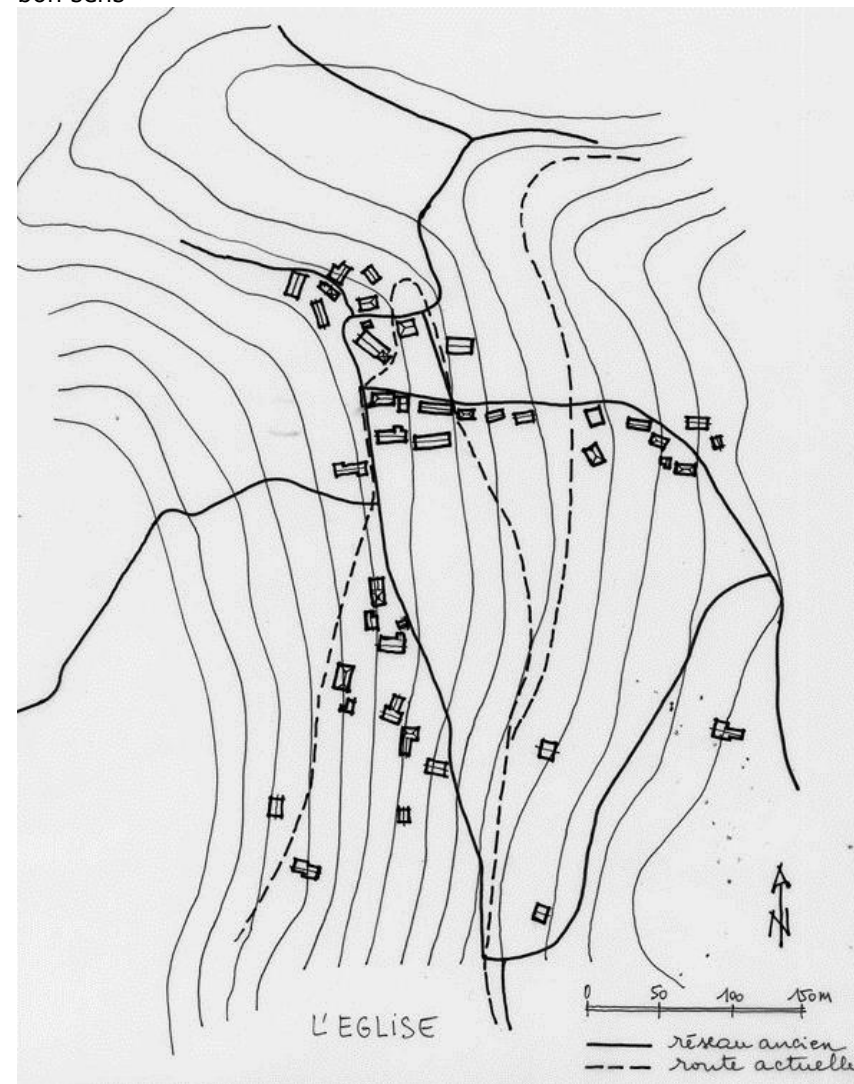 bon sens
N
0 50 100 150m
L'EGLISE
réseau ancien
route actuelle